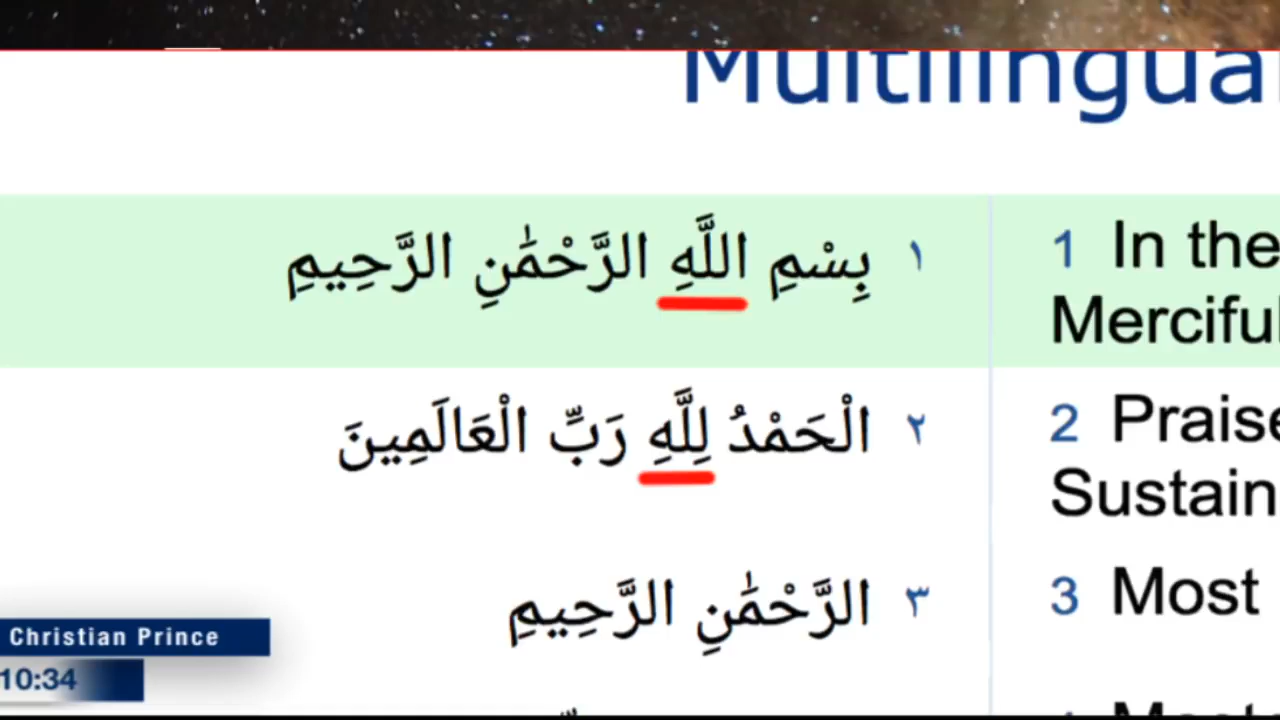 Multilingual
بِسْمِ اللَّهِ الرَّحْمَٰنِ الرَّحِيمِ ١
1 In the
Merciful
الْحَمْدُ لِلَّهِ رَبِّ الْعَالَمِينَ ٢
2 Praise
Sustain
الرَّحْمَٰنِ الرَّحِيمِ ٣
3 Most
Christian Prince
10:34